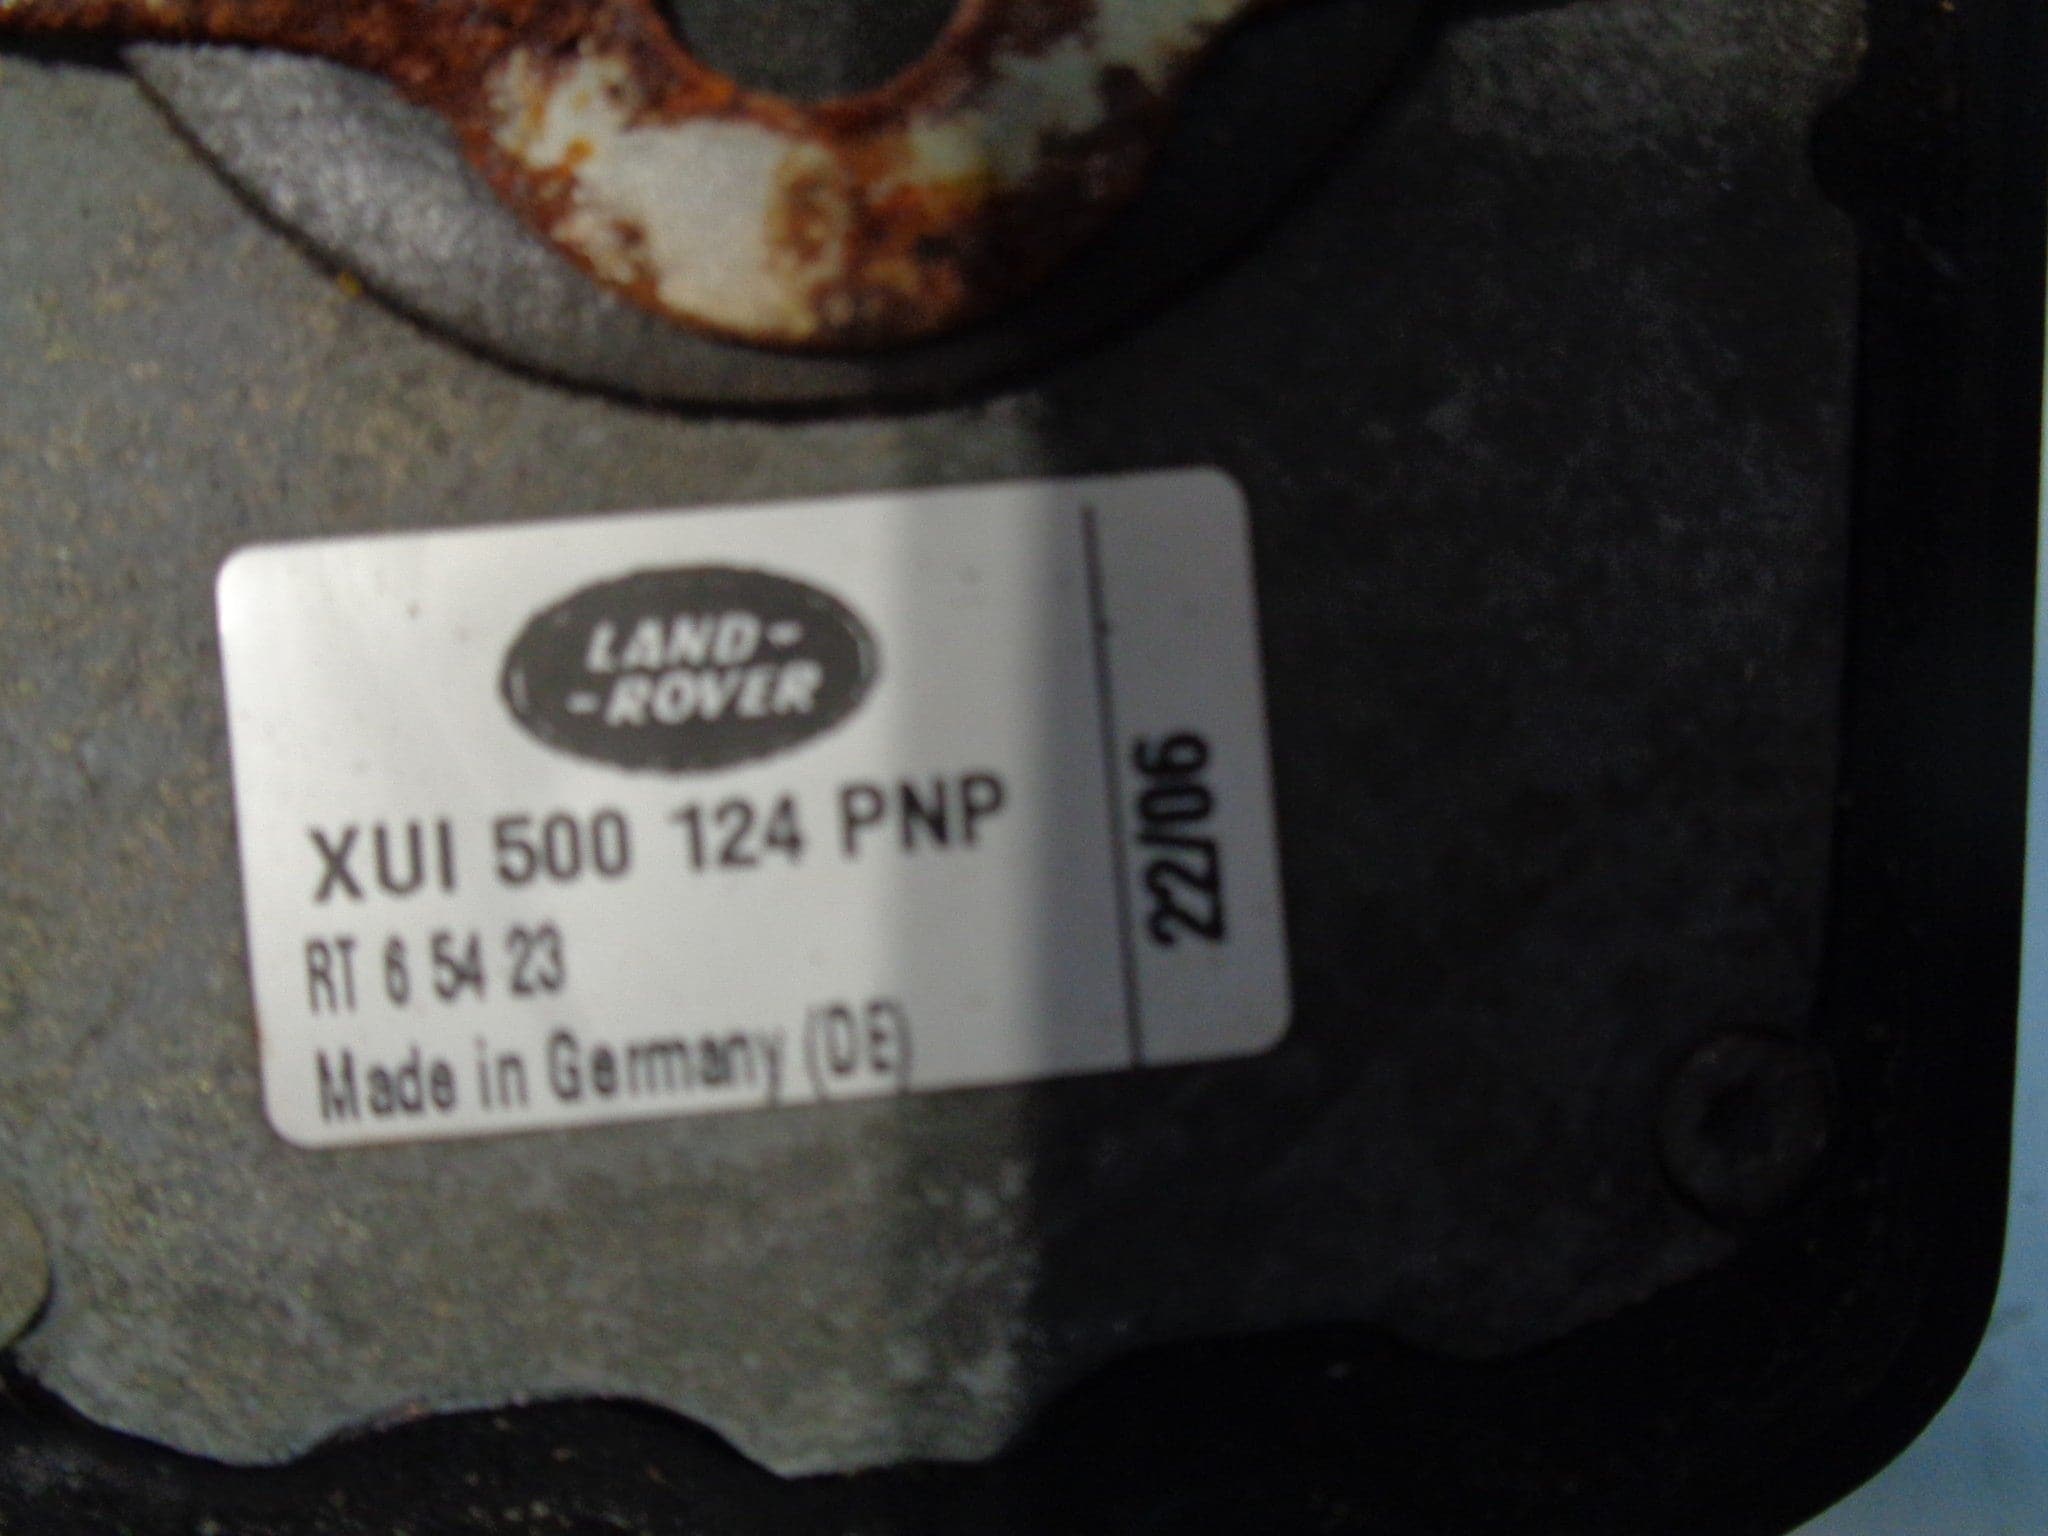 LAND-
-ROVER
XUI 500 124 PNP
RT 6 54 23
Made in Germany (DE)
22/06